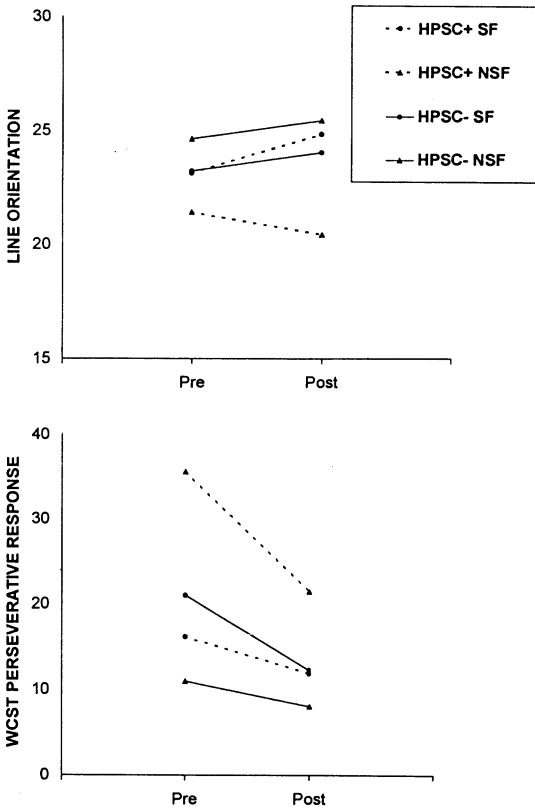 30
25
20
15
LINE ORIENTATION
Pre Post
HPSC+ SF
HPSC+ NSF
HPSC- SF
HPSC- NSF
40
30
20
10
0
WCST PERSEVERATIVE RESPONSE
Pre Post